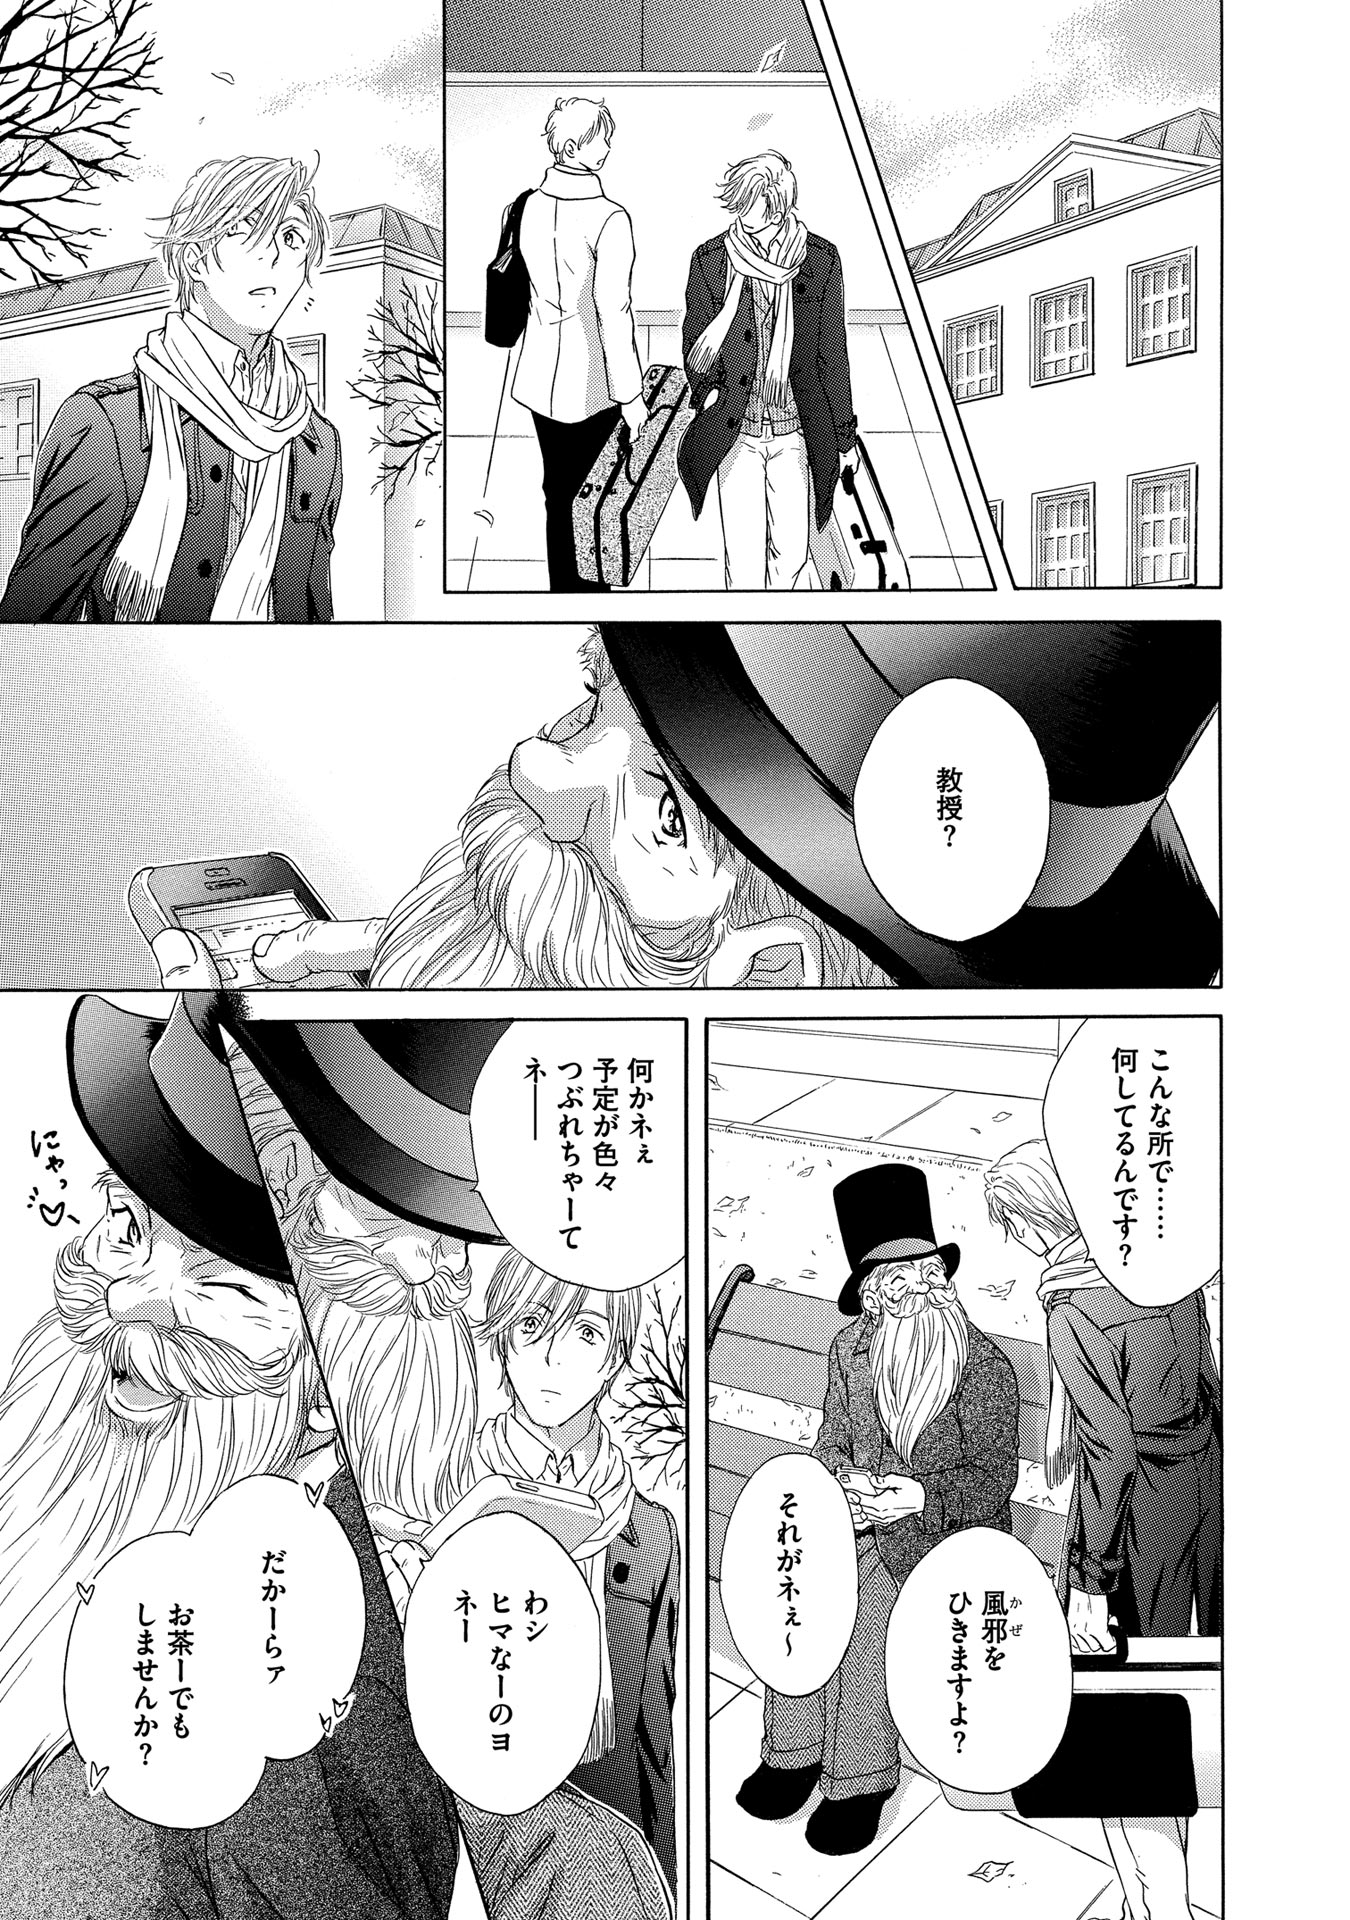 教授？
こんな所で……
何してるんです？
風邪を
かぜ
ひきますよ？
それがネぇ～
何かネぇ
予定が色々
つぶれちゃーて
ネー
わシ
ヒマなーのヨ
ネー
にゃっ♡
だかーらァ
お茶ーでも
しませんか？